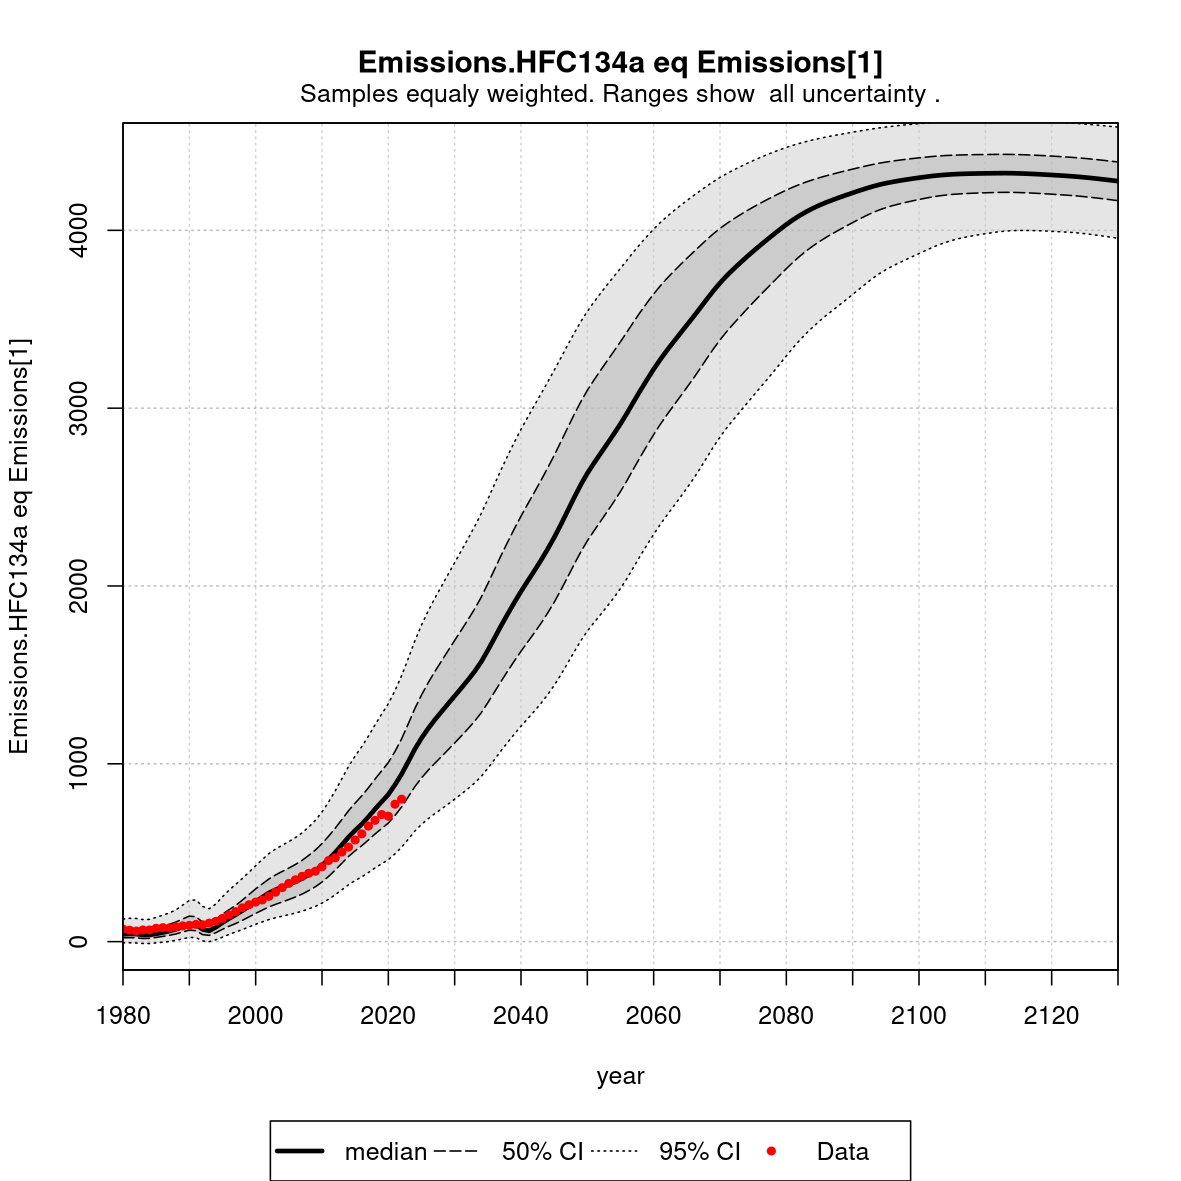 Emissions.HFC134a eq Emissions[1]
Samples equaly weighted. Ranges show  all uncertainty .
Emissions.HFC134a eq Emissions[1]
4000
3000
2000
1000
0
1980 2000 2020 2040 2060 2080 2100 2120
year
median 50% CI 95% CI Data